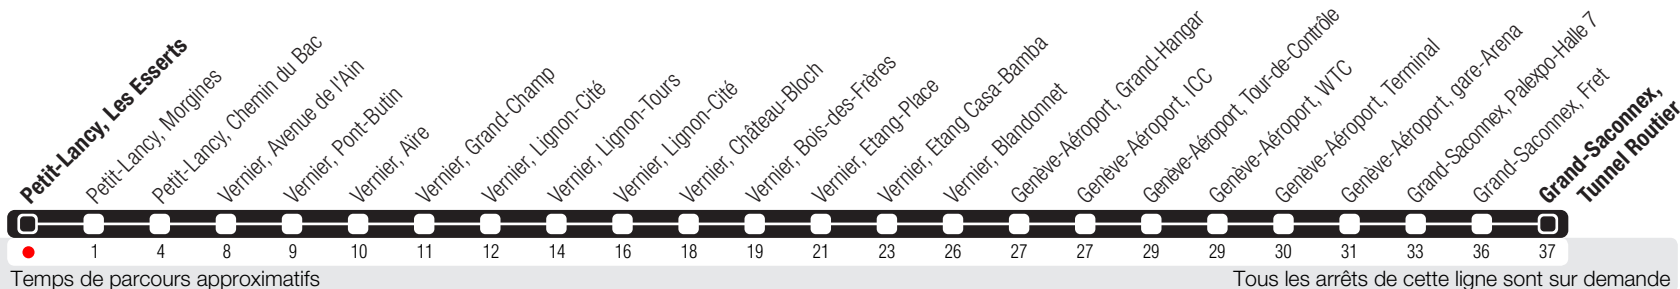 Petit-Lancy, Les Esserts
Petit-Lancy, Morgines
Petit-Lancy, Chemin du Bac
Vernier, Avenue de l'Ain
Vernier, Pont-Butin
Vernier, Aïre
Vernier, Grand-Champ
Vernier, Lignon-Cité
Vernier, Lignon-Tours
Vernier, Lignon-Cité
Vernier, Château-Bloch
Vernier, Bois-des-Frères
Vernier, Etang-Place
Vernier, Etang Casa-Bamba
Vernier, Blandonnet
Genève-Aéroport, Grand-Hangar
Genève-Aéroport, ICC
Genève-Aéroport, Tour-de-Contrôle
Genève-Aéroport, WTC
Genève-Aéroport, Terminal
Genève-Aéroport, gare-Arena
Grand-Saconnex, Palexpo-Halle 7
Grand-Saconnex, Fret
Grand-Saconnex,
Tunnel Routier
1 4 8 9 10 11 12 14 16 18 19 21 23 26 27 27 29 29 30 31 33 36 37
Temps de parcours approximatifs
Tous les arrêts de cette ligne sont sur demande